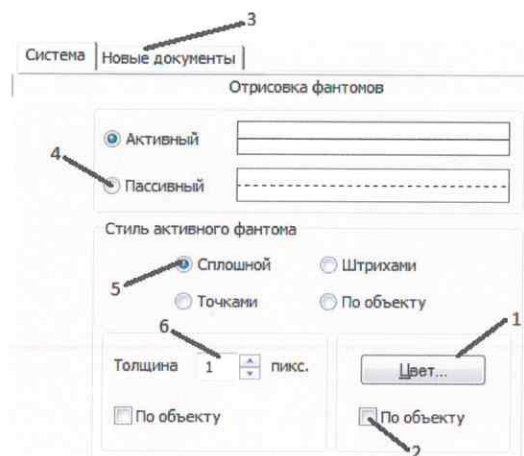 3
Система Новые документы
Отрисовка фантомов
Активный
4
Пассивный
Стиль активного фантома
Сплошной Штрихами
5
Точками По объекту
6 1
Толщина 1 пикс. Цвет...
По объекту По объекту
2